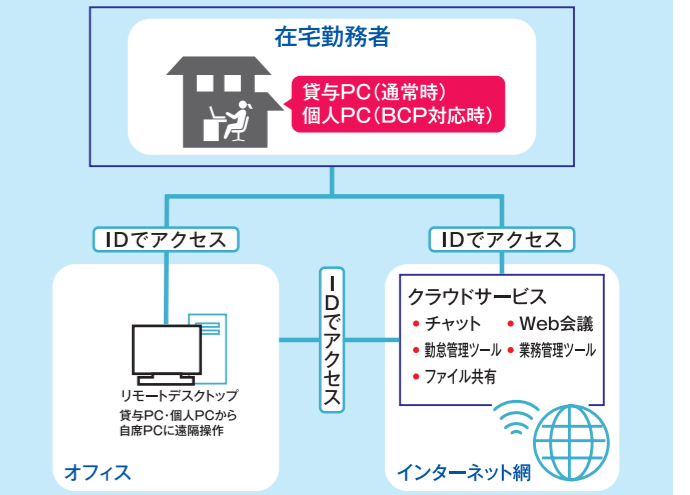 在宅勤務者
貸与PC（通常時）
個人PC（BCP対応時）
IDでアクセス
IDでアクセス
IDでアクセス
リモートデスクトップ
貸与PC・個人PCから
自席PCに遠隔操作
オフィス
クラウドサービス
• チャット • Web会議
• 勤怠管理ツール • 業務管理ツール
• ファイル共有
インターネット網